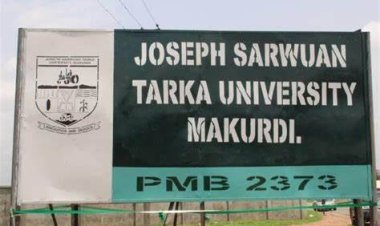 JOSEPH SARWUAN
TARKA UNIVERSITY
MAKURDI.
PMB 2373